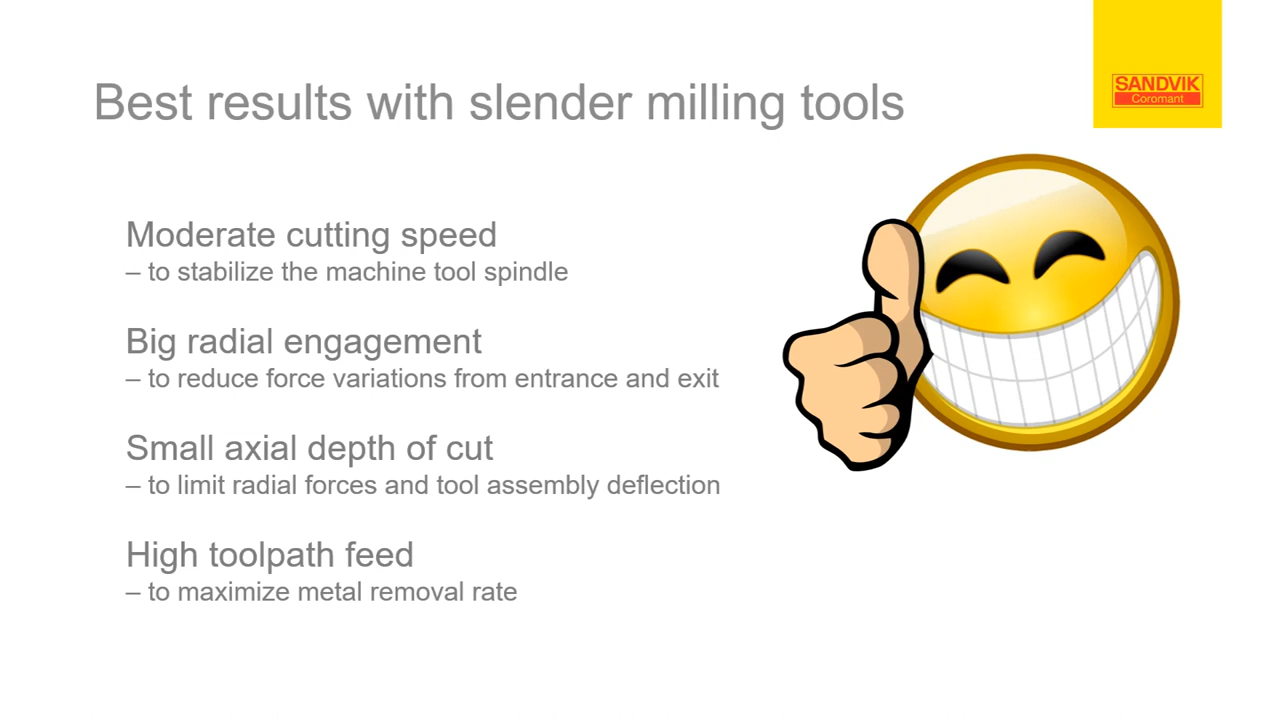 SANDVIK
Coromant
Best results with slender milling tools
Moderate cutting speed
– to stabilize the machine tool spindle
Big radial engagement
– to reduce force variations from entrance and exit
Small axial depth of cut
– to limit radial forces and tool assembly deflection
High toolpath feed
– to maximize metal removal rate